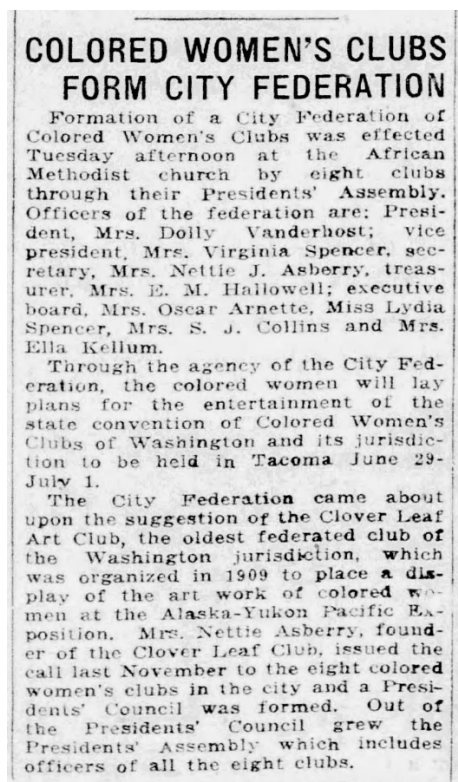 COLORED WOMEN'S CLUBS
FORM CITY FEDERATION
Formation of a City Federation of
Colored Women's Clubs was effected
Tuesday afternoon at the African
Methodist church by eight clubs
through their Presidents' Assembly.
Officers of the federation are: Presi-
dent, Mrs. Dolly Vanderhost; vice
president, Mrs. Virginia Spencer, sec-
retary, Mrs. Nettie J. Asberry, treas-
urer, Mrs. E. M. Hallowell; executive
board, Mrs. Oscar Arnette, Miss Lydia
Spencer, Mrs. S. J. Collins and Mrs.
Ella Kellum.
Through the agency of the City Fed-
eration, the colored women will lay
plans for the entertainment of the
state convention of Colored Women's
Clubs of Washington and its jurisdic-
tion to be held in Tacoma June 29-
July 1.
The City Federation came about
upon the suggestion of the Clover Leaf
Art Club, the oldest federated club of
the Washington jurisdiction, which
was organized in 1909 to place a dis-
play of the art work of colored wo-
men at the Alaska-Yukon Pacific Ex-
position. Mrs. Nettie Asberry, found-
er of the Clover Leaf Club, issued the
call last November to the eight colored
women's clubs in the city and a Presi-
dents' Council was formed. Out of
the Presidents' Council grew the
Presidents' Assembly which includes
officers of all the eight clubs.